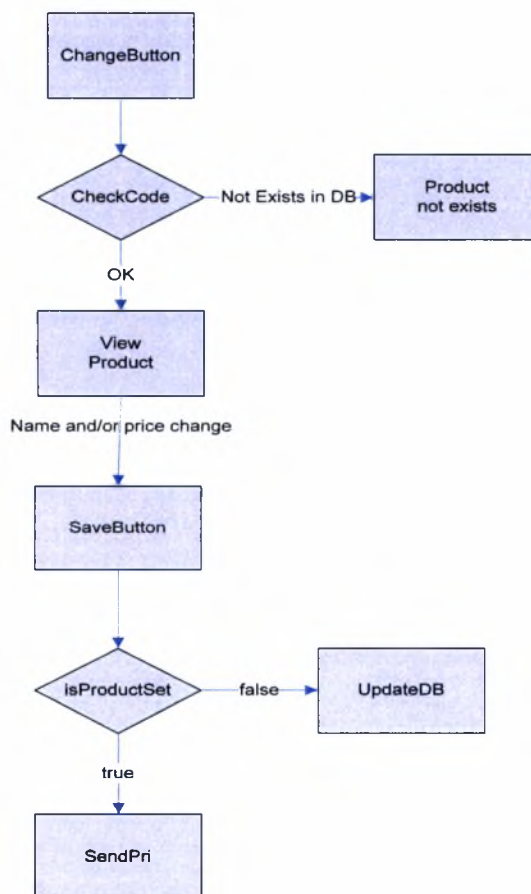 ChangeButton
CheckCode
Not Exists in DB
Product
not exists
OK
View
Product
Name and/or price change
SaveButton
isProductSet
false
UpdateDB
true
SendPri